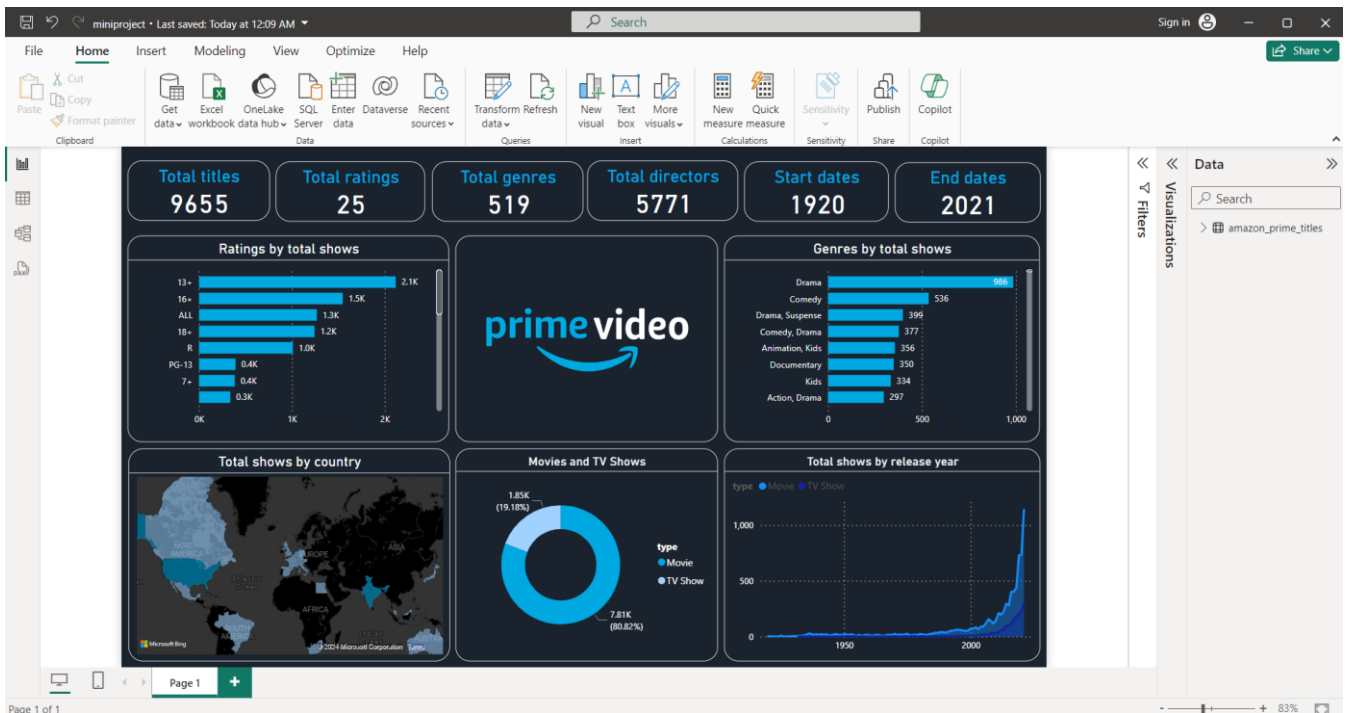 miniproject • Last saved: Today at 12:09 AM
Search
Sign in
File Home Insert Modeling View Optimize Help
Share
Paste
Cut
Copy
Format painter
Clipboard
Get data
Excel workbook
OneLake data hub
SQL Server
Enter data
Dataverse
Recent sources
Data
Transform data
Refresh
Queries
New visual
Text box
More visuals
Insert
New measure
Quick measure
Calculations
Sensitivity
Sensitivity
Publish
Share
Copilot
Copilot
Total titles
9655
Total ratings
25
Total genres
519
Total directors
5771
Start dates
1920
End dates
2021
Ratings by total shows
13+ 2.1K
16+ 1.5K
ALL 1.3K
18+ 1.2K
R 1.0K
PG-13 0.4K
7+ 0.4K
0.3K
0K 1K 2K
prime video
Genres by total shows
Drama 986
Comedy 536
Drama, Suspense 399
Comedy, Drama 377
Animation, Kids 356
Documentary 350
Kids 334
Action, Drama 297
0 500 1,000
Total shows by country
NORTH AMERICA
EUROPE
ASIA
Atlantic Ocean
AFRICA
SOUTH AMERICA
Microsoft Bing
© 2024 Microsoft Corporation Terms
Movies and TV Shows
1.85K
(19.18%)
type
Movie
TV Show
7.81K
(80.82%)
Total shows by release year
type Movie TV Show
1,000
500
0
1950 2000
Filters
Visualizations
Data
Search
amazon_prime_titles
Page 1
Page 1 of 1
83%